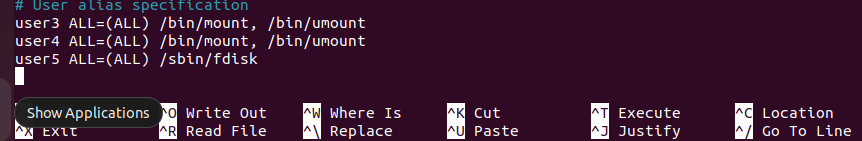 # User alias specification
user3 ALL=(ALL) /bin/mount, /bin/umount
user4 ALL=(ALL) /bin/mount, /bin/umount
user5 ALL=(ALL) /sbin/fdisk
Show Applications ^O Write Out ^W Where Is ^K Cut ^T Execute ^C Location
^X Exit ^R Read File ^\ Replace ^U Paste ^J Justify ^/ Go To Line